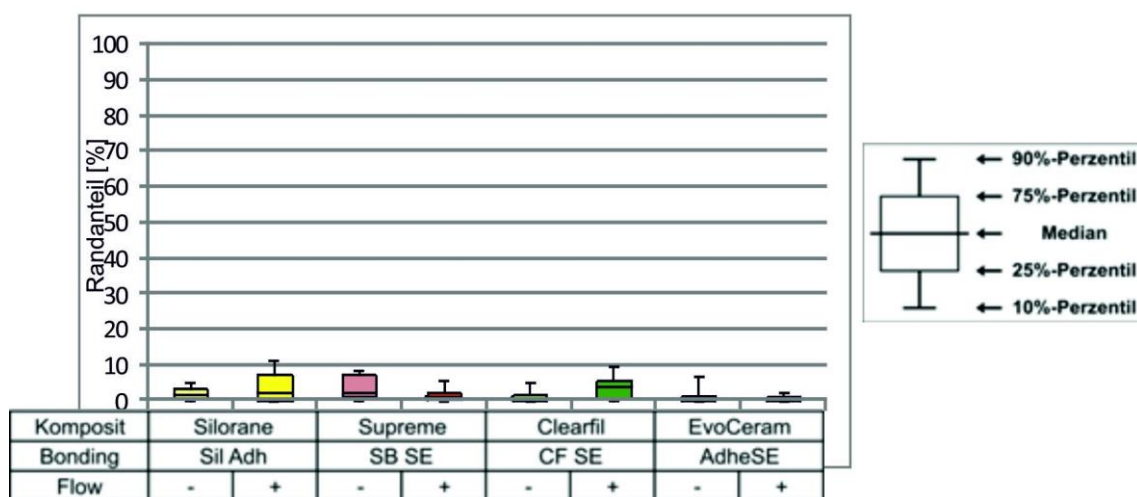 100
90
80
70
60
50
40
30
20
10
0
Randanteil [%]
Komposit Silorane Supreme Clearfil EvoCeram
Bonding Sil Adh SB SE CF SE AdheSE
Flow - + - + - + - +
90%-Perzentil
75%-Perzentil
Median
25%-Perzentil
10%-Perzentil